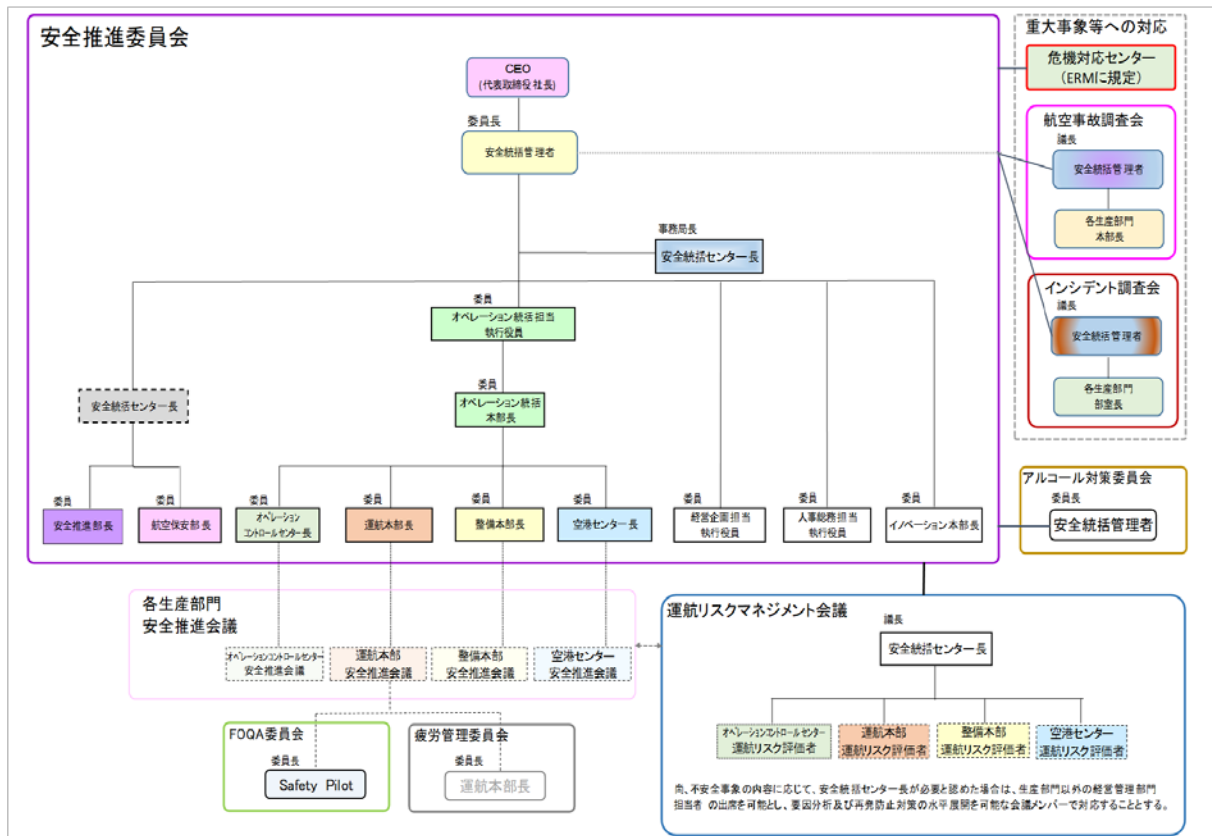 安全推進委員会
CEO
(代表取締役社長)
委員長
安全統括管理者
事務局長
安全統括センター長
委員
オペレーション統括担当
執行役員
委員
オペレーション統括
本部長
安全統括センター長
委員
安全推進部長
委員
航空保安部長
委員
オペレーション
コントロールセンター長
委員
運航本部長
委員
整備本部長
委員
空港センター長
委員
経営企画担当
執行役員
委員
人事総務担当
執行役員
委員
イノベーション本部長
重大事象等への対応
危機対応センター
(ERMに規定)
航空事故調査会
議長
安全統括管理者
各生産部門
本部長
インシデント調査会
議長
安全統括管理者
各生産部門
部室長
アルコール対策委員会
委員長
安全統括管理者
各生産部門
安全推進会議
オペレーションコントロールセンター
安全推進会議
運航本部
安全推進会議
整備本部
安全推進会議
空港センター
安全推進会議
FOQA委員会
委員長
Safety Pilot
疲労管理委員会
委員長
運航本部長
運航リスクマネジメント会議
議長
安全統括センター長
オペレーションコントロールセンター
運航リスク評価者
運航本部
運航リスク評価者
整備本部
運航リスク評価者
空港センター
運航リスク評価者
尚、不安全事象の内容に応じて、安全統括センター長が必要と認めた場合は、生産部門以外の経営管理部門
担当者 の出席を可能とし、要因分析及び再発防止対策の水平展開を可能な会議メンバーで対応することとする。